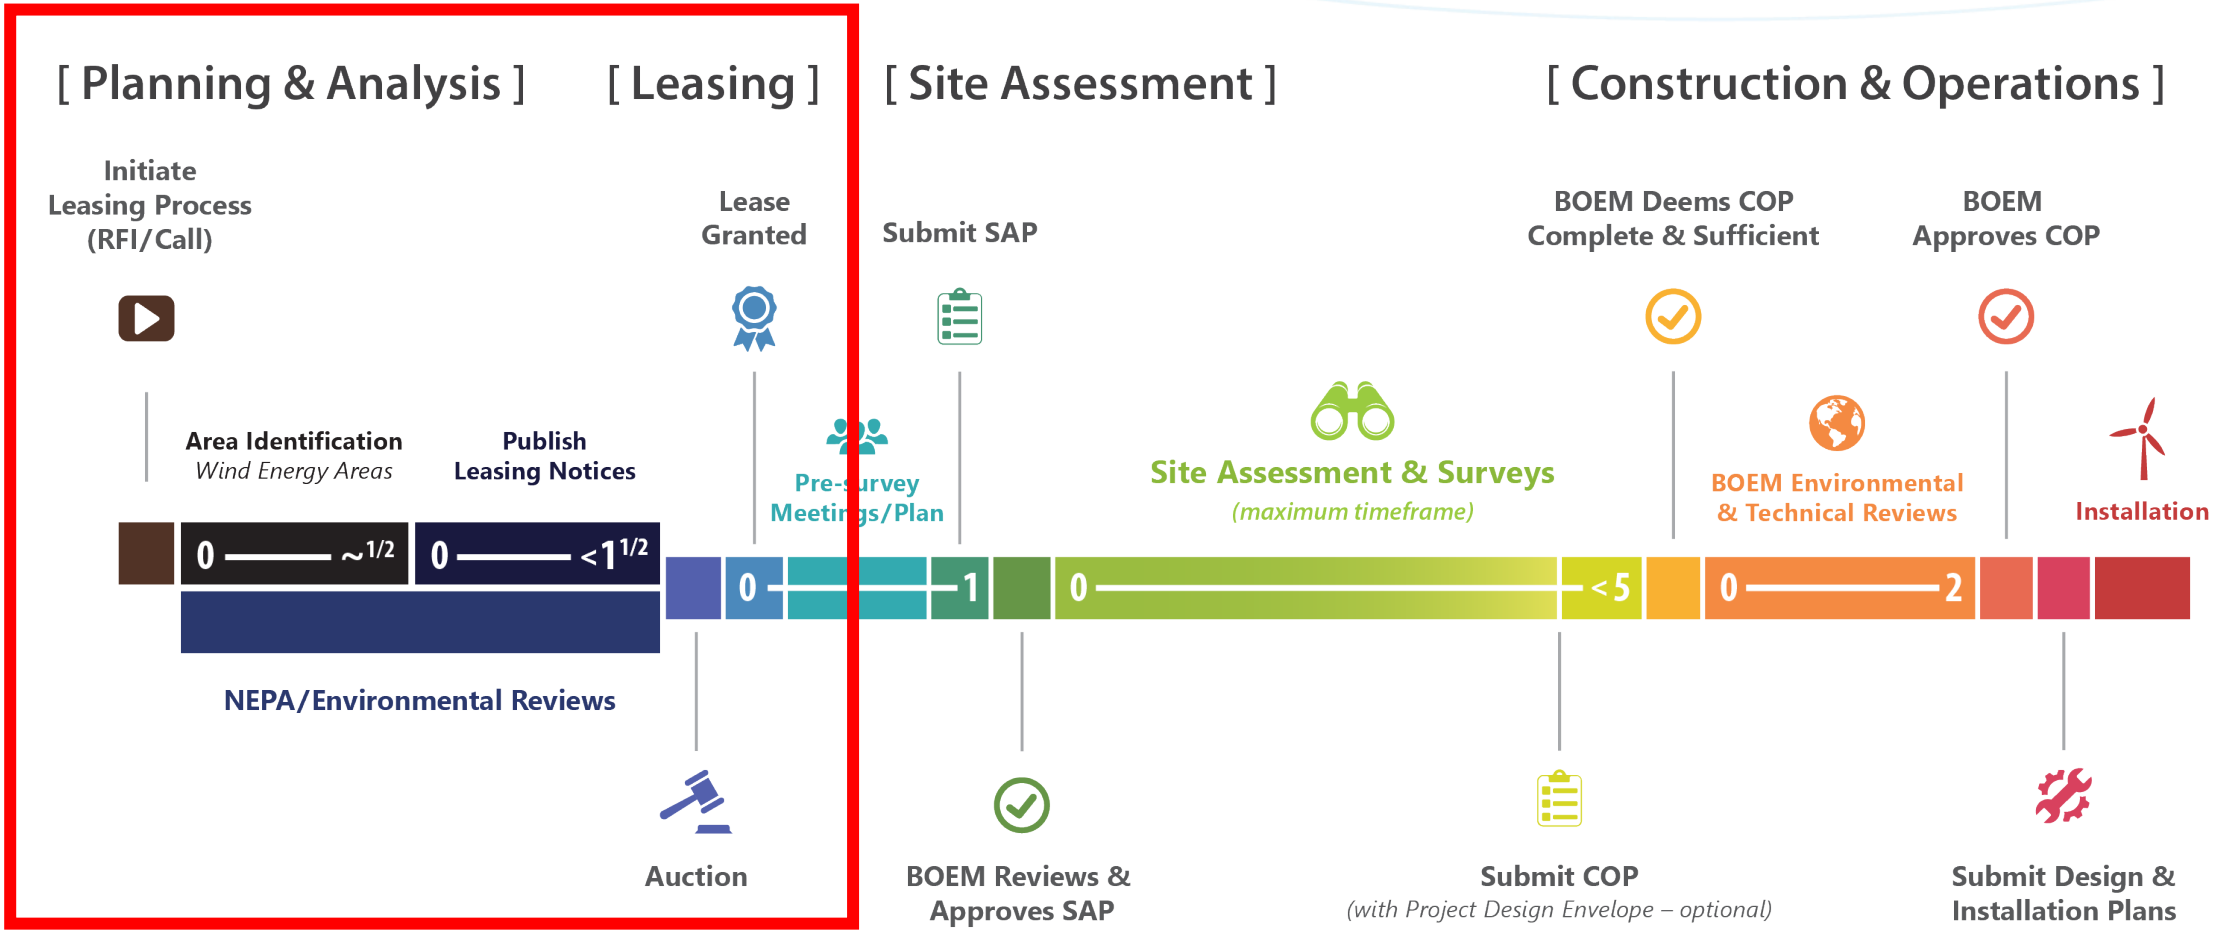 [ Planning & Analysis ]
[ Leasing ]
[ Site Assessment ]
[ Construction & Operations ]
Initiate
Leasing Process
(RFI/Call)
Lease
Granted
Submit SAP
BOEM Deems COP
Complete & Sufficient
BOEM
Approves COP
Area Identification
Wind Energy Areas
Publish
Leasing Notices
Pre-survey
Meetings/Plan
Site Assessment & Surveys
(maximum timeframe)
BOEM Environmental
& Technical Reviews
Installation
0 ~1/2
0 <1 1/2
0 1
0 <5
0 2
NEPA/Environmental Reviews
Auction
BOEM Reviews &
Approves SAP
Submit COP
(with Project Design Envelope – optional)
Submit Design &
Installation Plans